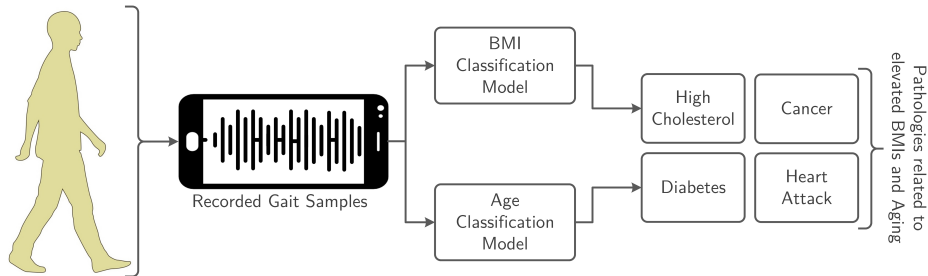 Recorded Gait Samples
BMI
Classification
Model
Age
Classification
Model
High
Cholesterol
Cancer
Diabetes
Heart
Attack
Pathologies related to
elevated BMIs and Aging